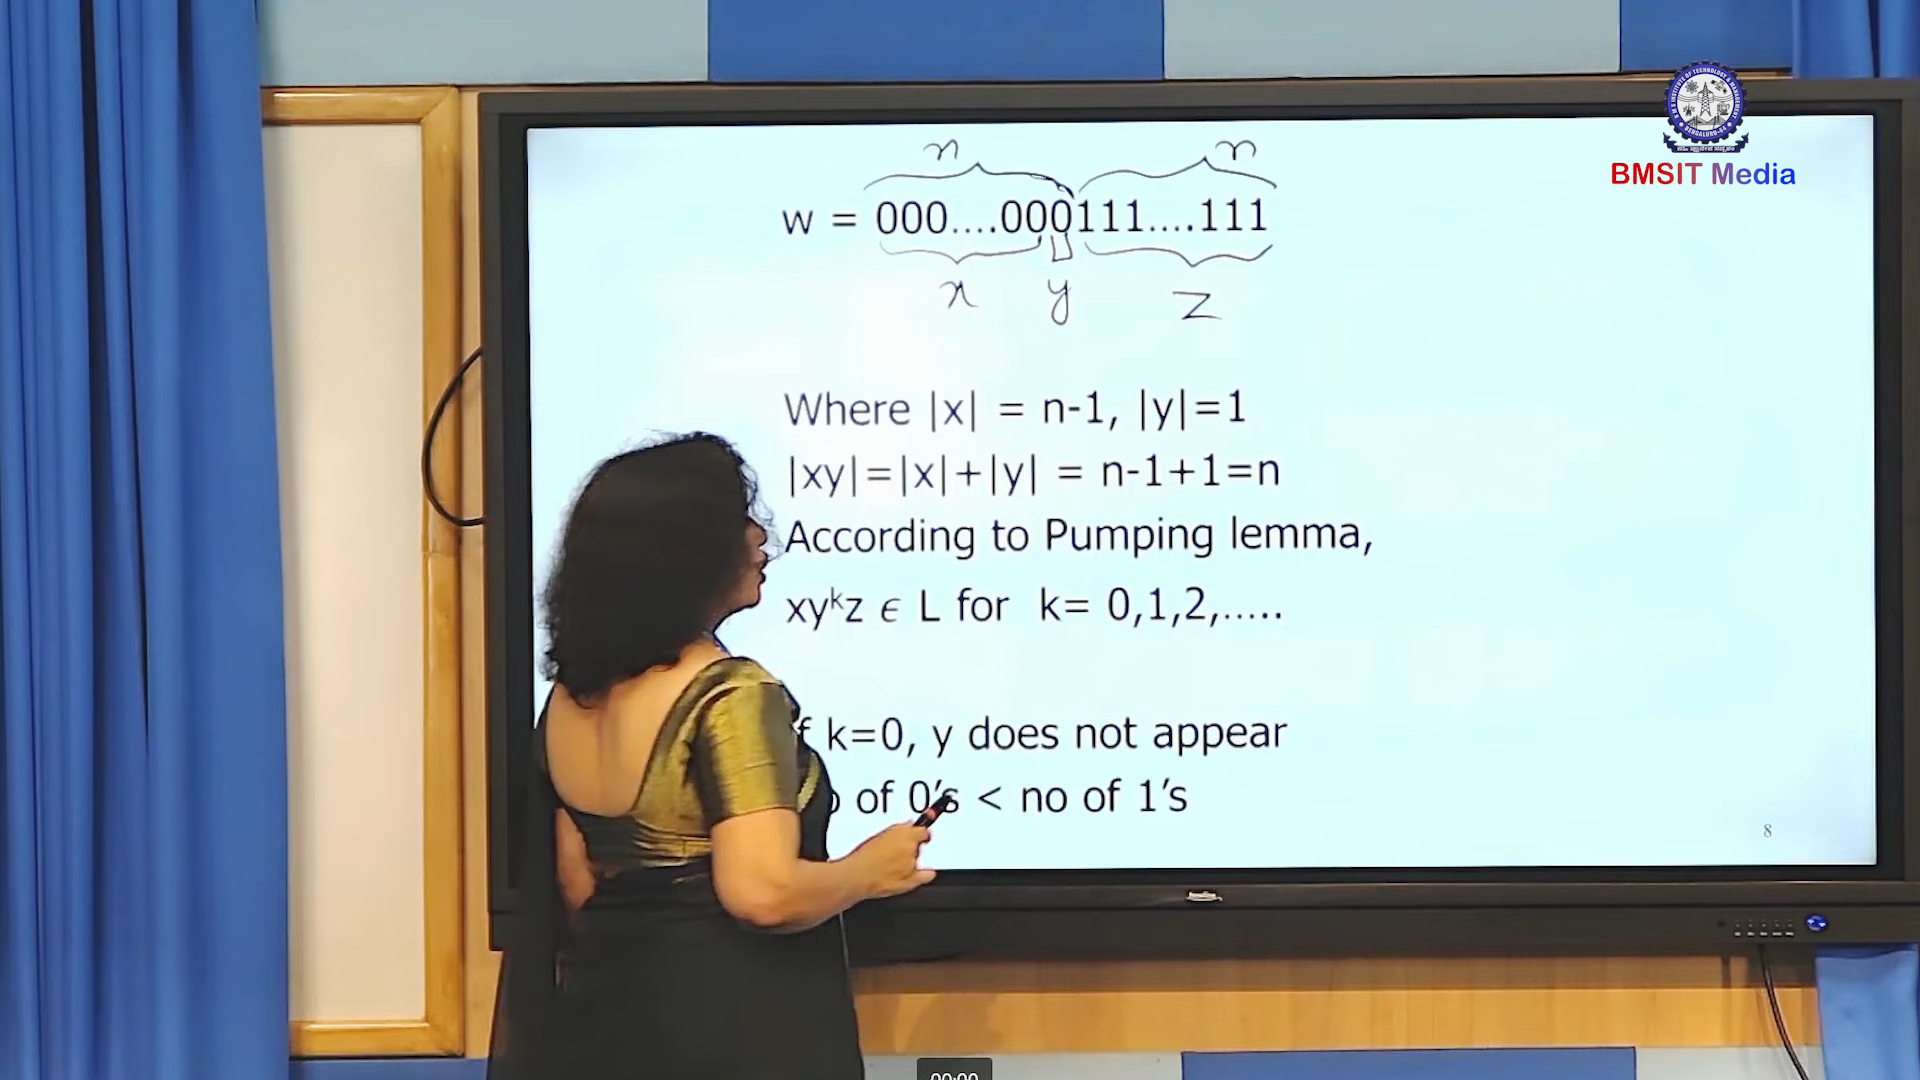 BMSIT Media
n n
w = 000....000111....111
x y z
Where |x| = n-1, |y|=1
|xy|=|x|+|y| = n-1+1=n
According to Pumping lemma,
xyᵏz ϵ L for k= 0,1,2,.....
k=0, y does not appear
of 0's < no of 1's
8